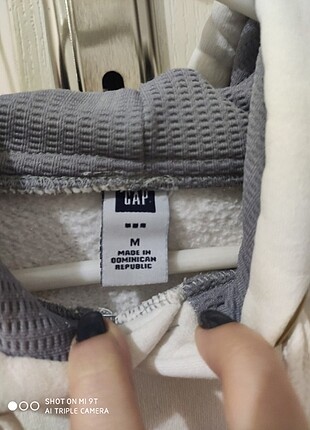 GAP
M
MADE IN
DOMINICAN
REPUBLIC
SHOT ON MI 9T
AI TRIPLE CAMERA